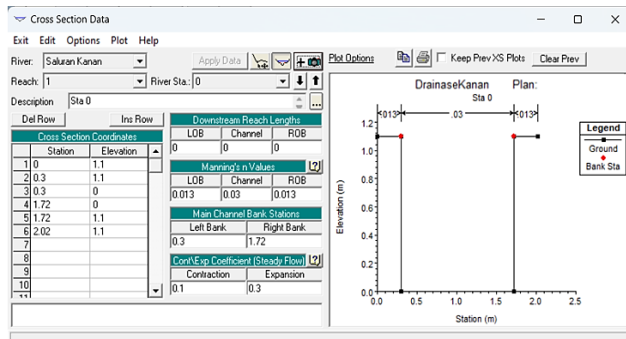 Cross Section Data
Exit Edit Options Plot Help
River: Saluran Kanan Apply Data Plot Options Keep Prev XS Plots Clear Prev
Reach: 1 River Sta.: 0
Description Sta 0 ...
Del Row Ins Row
Cross Section Coordinates
Station Elevation
1 0 1.1
2 0.3 1.1
3 0.3 0
4 1.72 0
5 1.72 1.1
6 2.02 1.1
7
8
9
10
11
Downstream Reach Lengths
LOB Channel ROB
0 0 0
Manning's n Values
LOB Channel ROB
0.013 0.03 0.013
Main Channel Bank Stations
Left Bank Right Bank
0.3 1.72
Cont\Exp Coefficient (Steady Flow)
Contraction Expansion
0.1 0.3
DrainaseKanan Plan:
Sta 0
.013 .03 .013
Elevation (m)
1.2
1.0
0.8
0.6
0.4
0.2
0.0
0.0 0.5 1.0 1.5 2.0 2.5
Station (m)
Legend
Ground
Bank Sta